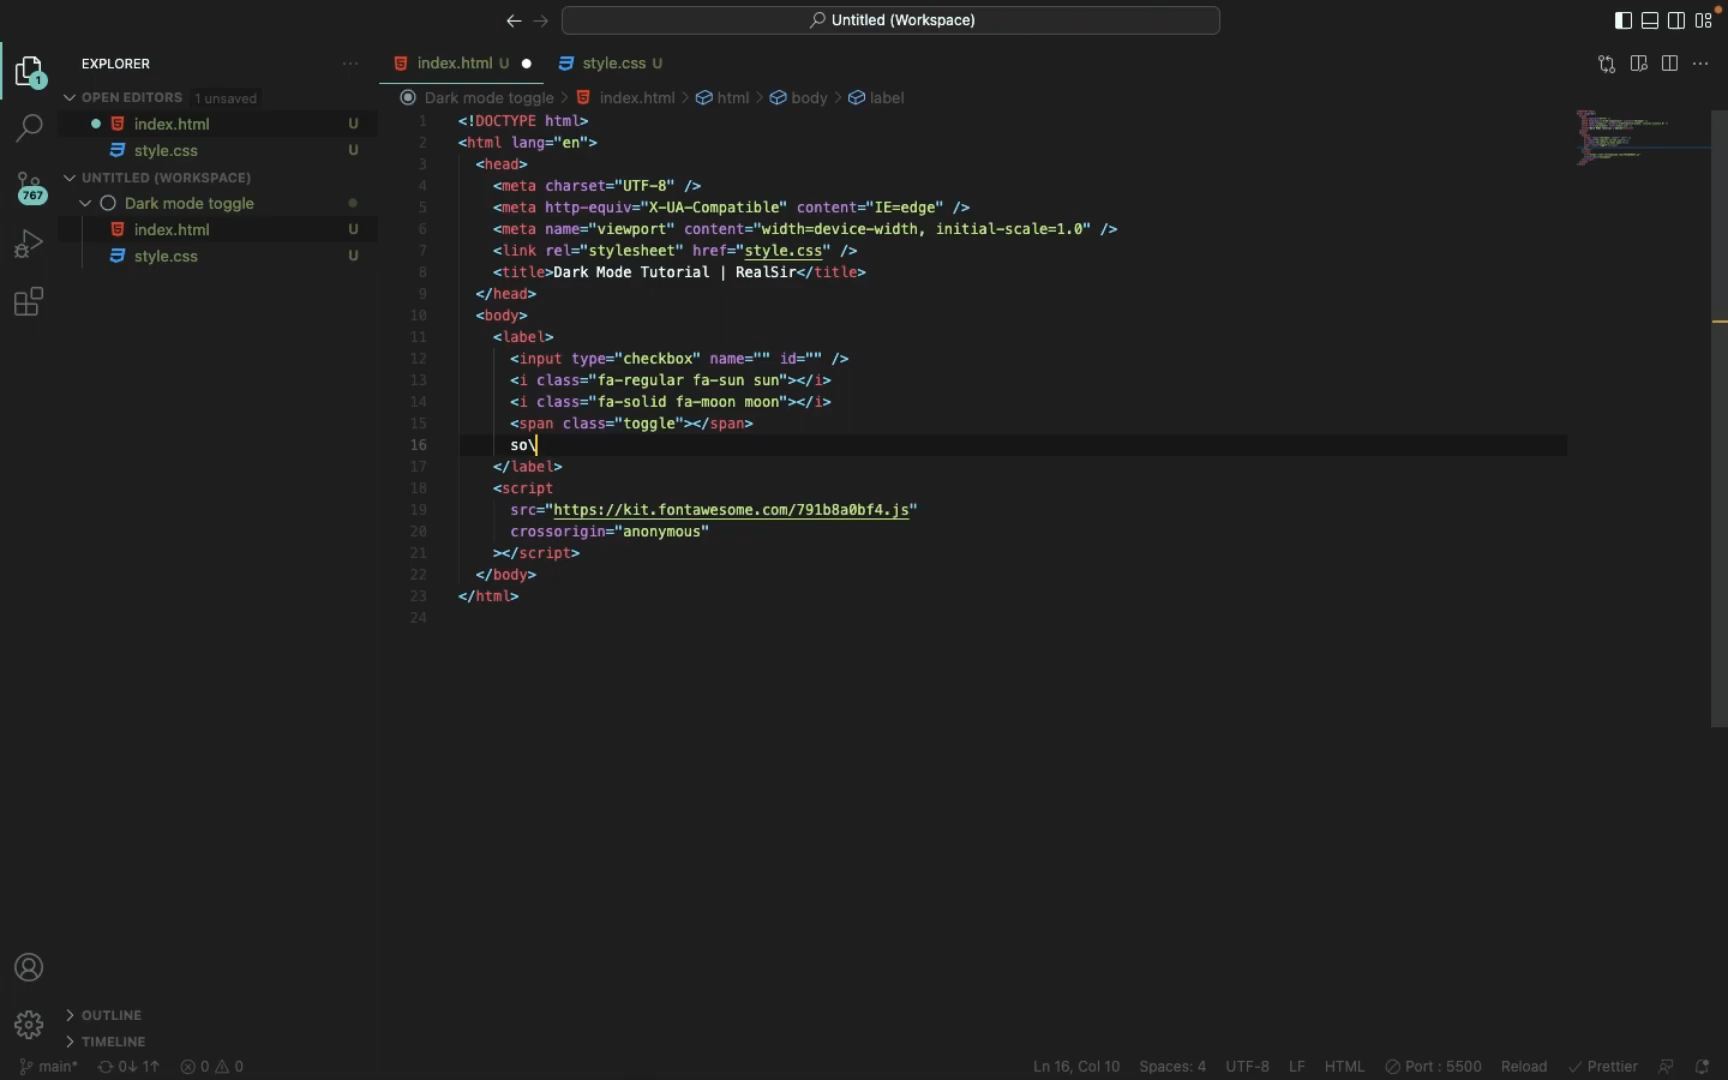 Untitled (Workspace)
EXPLORER
OPEN EDITORS 1 unsaved
index.html U
style.css U
UNTITLED (WORKSPACE)
Dark mode toggle
index.html U
style.css U
1
767
OUTLINE
TIMELINE
index.html U
style.css U
Dark mode toggle > index.html > html > body > label
1 <!DOCTYPE html>
2 <html lang="en">
3 <head>
4 <meta charset="UTF-8" />
5 <meta http-equiv="X-UA-Compatible" content="IE=edge" />
6 <meta name="viewport" content="width=device-width, initial-scale=1.0" />
7 <link rel="stylesheet" href="style.css" />
8 <title>Dark Mode Tutorial | RealSir</title>
9 </head>
10 <body>
11 <label>
12 <input type="checkbox" name="" id="" />
13 <i class="fa-regular fa-sun sun"></i>
14 <i class="fa-solid fa-moon moon"></i>
15 <span class="toggle"></span>
16 so\
17 </label>
18 <script
19 src="https://kit.fontawesome.com/791b8a0bf4.js"
20 crossorigin="anonymous"
21 ></script>
22 </body>
23 </html>
24
main* 0↓ 1↑ 0 0 Ln 16, Col 10 Spaces: 4 UTF-8 LF HTML Port : 5500 Reload Prettier